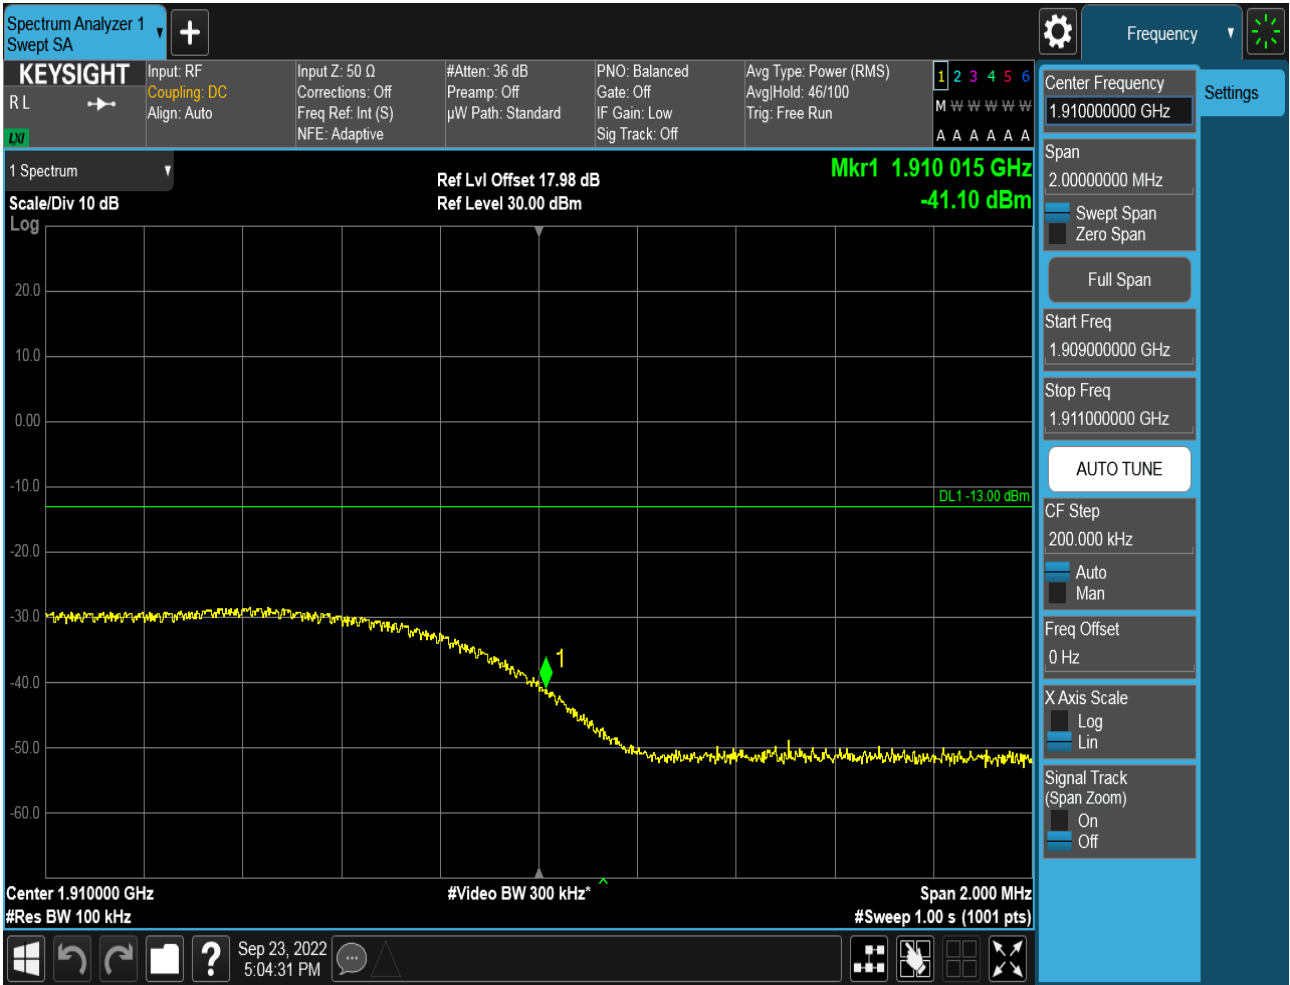 Spectrum Analyzer 1
Swept SA
Frequency
KEYSIGHT
R L
LXI
Input: RF
Coupling: DC
Align: Auto
Input Z: 50 Ω
Corrections: Off
Freq Ref: Int (S)
NFE: Adaptive
#Atten: 36 dB
Preamp: Off
µW Path: Standard
PNO: Balanced
Gate: Off
IF Gain: Low
Sig Track: Off
Avg Type: Power (RMS)
Avg|Hold: 46/100
Trig: Free Run
1 2 3 4 5 6
M W W W W W
A A A A A A
1 Spectrum
Scale/Div 10 dB
Log
Ref Lvl Offset 17.98 dB
Ref Level 30.00 dBm
Mkr1 1.910 015 GHz
-41.10 dBm
20.0
10.0
0.00
-10.0
-20.0
-30.0
-40.0
-50.0
-60.0
DL1 -13.00 dBm
1
Center 1.910000 GHz
#Res BW 100 kHz
#Video BW 300 kHz*
Span 2.000 MHz
#Sweep 1.00 s (1001 pts)
?
Sep 23, 2022
5:04:31 PM
Center Frequency
1.910000000 GHz
Span
2.00000000 MHz
Swept Span
Zero Span
Full Span
Start Freq
1.909000000 GHz
Stop Freq
1.911000000 GHz
AUTO TUNE
CF Step
200.000 kHz
Auto
Man
Freq Offset
0 Hz
X Axis Scale
Log
Lin
Signal Track
(Span Zoom)
On
Off
Settings